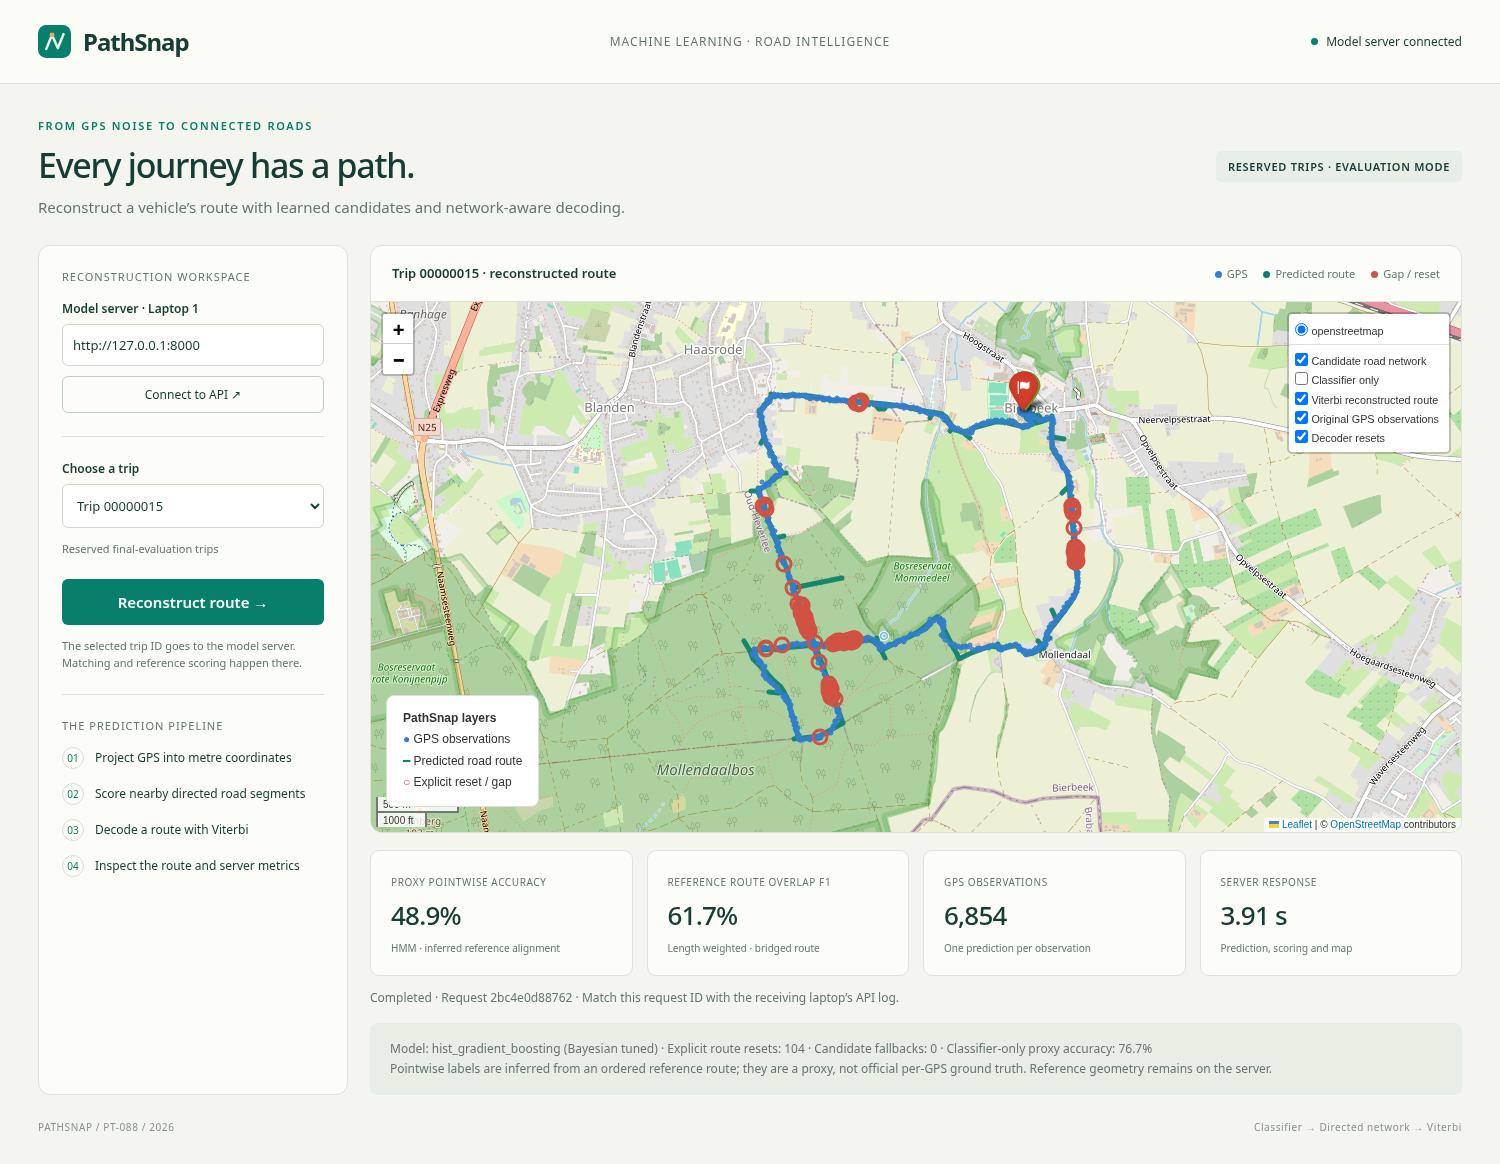 PathSnap
MACHINE LEARNING · ROAD INTELLIGENCE
Model server connected
FROM GPS NOISE TO CONNECTED ROADS
Every journey has a path.
Reconstruct a vehicle’s route with learned candidates and network-aware decoding.
RESERVED TRIPS · EVALUATION MODE
RECONSTRUCTION WORKSPACE
Model server · Laptop 1
http://127.0.0.1:8000
Connect to API ↗
Choose a trip
Trip 00000015
Reserved final-evaluation trips
Reconstruct route →
The selected trip ID goes to the model server.
Matching and reference scoring happen there.
THE PREDICTION PIPELINE
01 Project GPS into metre coordinates
02 Score nearby directed road segments
03 Decode a route with Viterbi
04 Inspect the route and server metrics
Trip 00000015 · reconstructed route
GPS
Predicted route
Gap / reset
+
−
openstreetmap
Candidate road network
Classifier only
Viterbi reconstructed route
Original GPS observations
Decoder resets
Blandenstraat
Haasrode
Hoogstraat
Expresweg
Blanden
N25
Neervelpsestraat
Opvelpsestraat
Oud-Heverlee
Bosreservaat
Mommedeel
Opvelpsestraat
Naamsesteenweg
Mollendaal
Hoegaardsesteenweg
Bosreservaat
Mollendaalbos
Waversesteenweg
Bierbeek
PathSnap layers
GPS observations
Predicted road route
Explicit reset / gap
1000 ft
Leaflet | © OpenStreetMap contributors
PROXY POINTWISE ACCURACY
48.9%
HMM · inferred reference alignment
REFERENCE ROUTE OVERLAP F1
61.7%
Length weighted · bridged route
GPS OBSERVATIONS
6,854
One prediction per observation
SERVER RESPONSE
3.91 s
Prediction, scoring and map
Completed · Request 2bc4e0d88762 · Match this request ID with the receiving laptop’s API log.
Model: hist_gradient_boosting (Bayesian tuned) · Explicit route resets: 104 · Candidate fallbacks: 0 · Classifier-only proxy accuracy: 76.7%
Pointwise labels are inferred from an ordered reference route; they are a proxy, not official per-GPS ground truth. Reference geometry remains on the server.
PATHSNAP / PT-088 / 2026
Classifier → Directed network → Viterbi